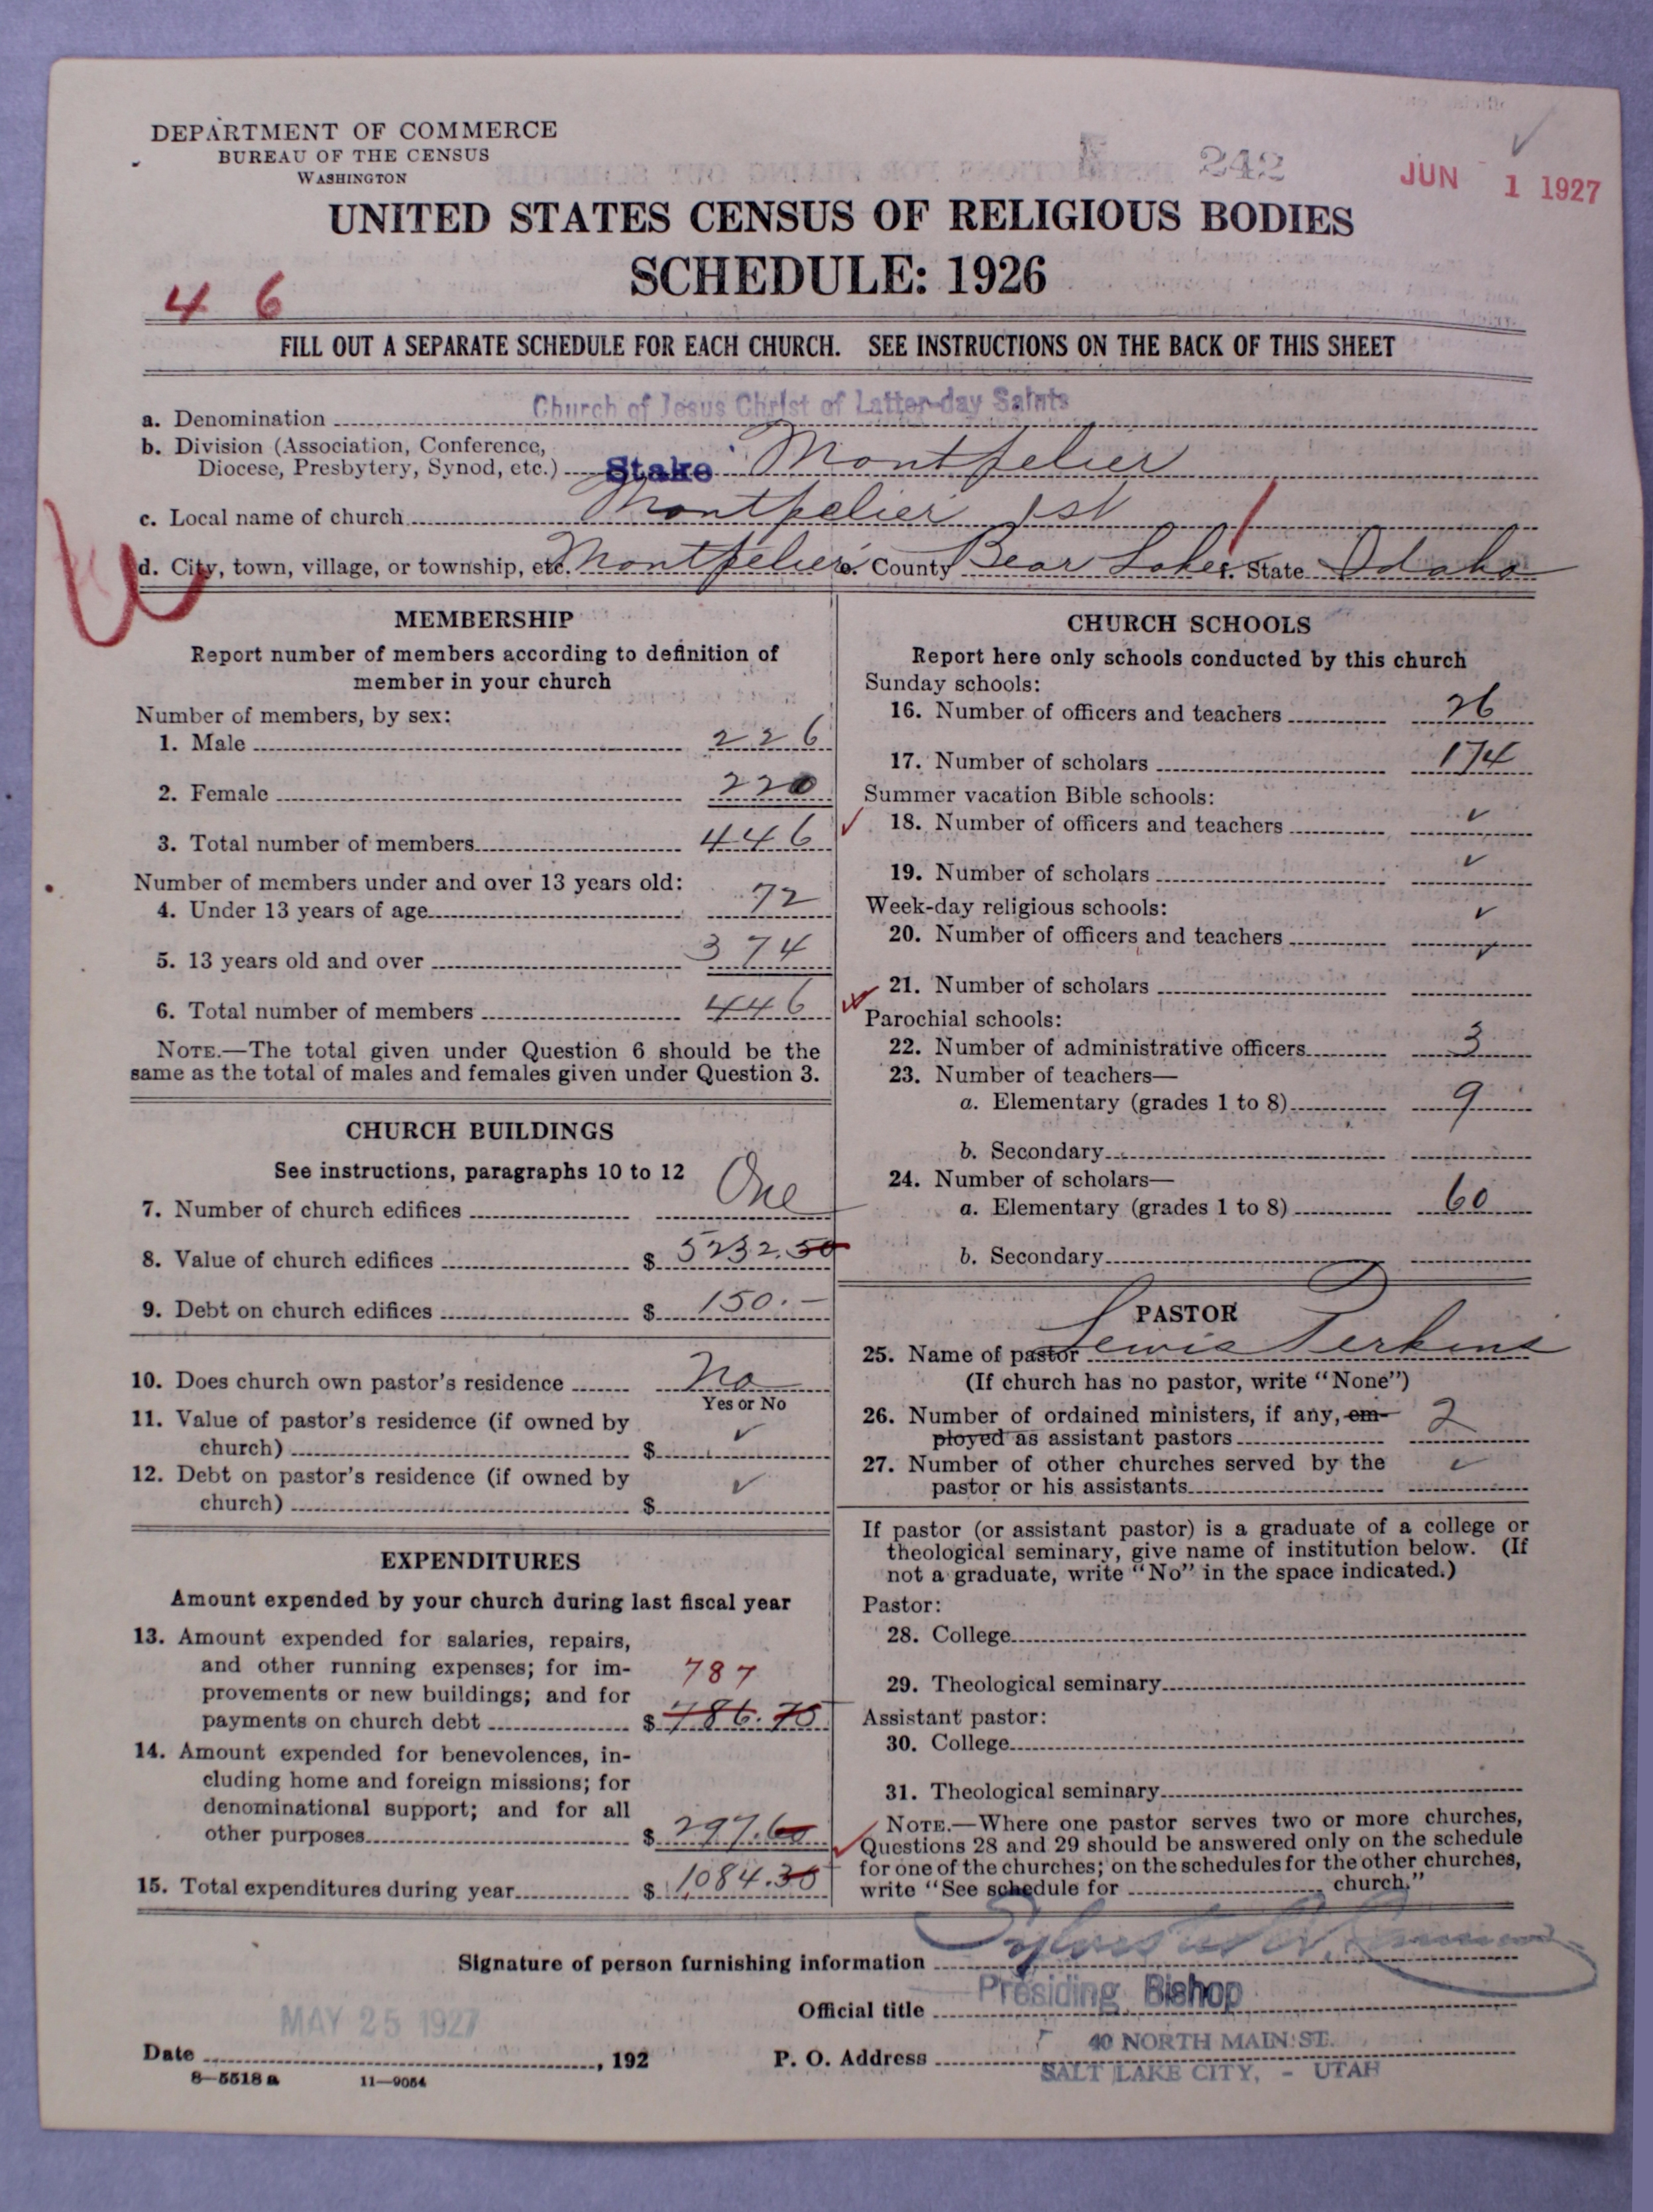 DEPARTMENT OF COMMERCE
BUREAU OF THE CENSUS
WASHINGTON
242
JUN 1 1927
UNITED STATES CENSUS OF RELIGIOUS BODIES
SCHEDULE: 1926
4 6
FILL OUT A SEPARATE SCHEDULE FOR EACH CHURCH. SEE INSTRUCTIONS ON THE BACK OF THIS SHEET
a. Denomination Church of Jesus Christ of Latter-day Saints
b. Division (Association, Conference,
Diocese, Presbytery, Synod, etc.) Stake Montpelier
c. Local name of church Montpelier 1st
d. City, town, village, or township, etc. Montpelier e. County Bear Lake f. State Idaho
MEMBERSHIP
Report number of members according to definition of
member in your church
Number of members, by sex:
1. Male 226
2. Female 220
3. Total number of members 446
Number of members under and over 13 years old:
4. Under 13 years of age 72
5. 13 years old and over 374
6. Total number of members 446
NOTE.—The total given under Question 6 should be the
same as the total of males and females given under Question 3.
CHURCH BUILDINGS
See instructions, paragraphs 10 to 12
7. Number of church edifices One
8. Value of church edifices $ 5232.50
9. Debt on church edifices $ 150.-
10. Does church own pastor's residence No
Yes or No
11. Value of pastor's residence (if owned by
church) $ ✓
12. Debt on pastor's residence (if owned by
church) $ ✓
EXPENDITURES
Amount expended by your church during last fiscal year
13. Amount expended for salaries, repairs,
and other running expenses; for im-
provements or new buildings; and for
payments on church debt $ 786.70
787
14. Amount expended for benevolences, in-
cluding home and foreign missions; for
denominational support; and for all
other purposes $ 297.60
15. Total expenditures during year $ 1084.30
CHURCH SCHOOLS
Report here only schools conducted by this church
Sunday schools:
16. Number of officers and teachers 26
17. Number of scholars 174
Summer vacation Bible schools:
18. Number of officers and teachers ✓
19. Number of scholars ✓
Week-day religious schools:
20. Number of officers and teachers ✓
21. Number of scholars ✓
Parochial schools:
22. Number of administrative officers 3
23. Number of teachers—
a. Elementary (grades 1 to 8) 9
b. Secondary
24. Number of scholars—
a. Elementary (grades 1 to 8) 60
b. Secondary
PASTOR
25. Name of pastor Lewis Perkins
(If church has no pastor, write "None")
26. Number of ordained ministers, if any, em-
ployed as assistant pastors 2
27. Number of other churches served by the
pastor or his assistants ✓
If pastor (or assistant pastor) is a graduate of a college or
theological seminary, give name of institution below. (If
not a graduate, write "No" in the space indicated.)
Pastor:
28. College
29. Theological seminary
Assistant pastor:
30. College
31. Theological seminary
NOTE.—Where one pastor serves two or more churches,
Questions 28 and 29 should be answered only on the schedule
for one of the churches; on the schedules for the other churches,
write "See schedule for church."
Signature of person furnishing information
Official title Presiding Bishop
MAY 25 1927
Date , 192
P. O. Address 40 NORTH MAIN ST.
SALT LAKE CITY, - UTAH
8—5518 a 11—9054